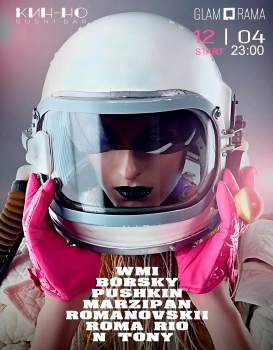 КИН-НО
SUSHI BAR
GLAM RAMA
12 | 04
START 23:00
WMI
BORSKY
PUSHKIN
MARZIPAN
ROMANOVSKII
ROMA RIO
N TONY